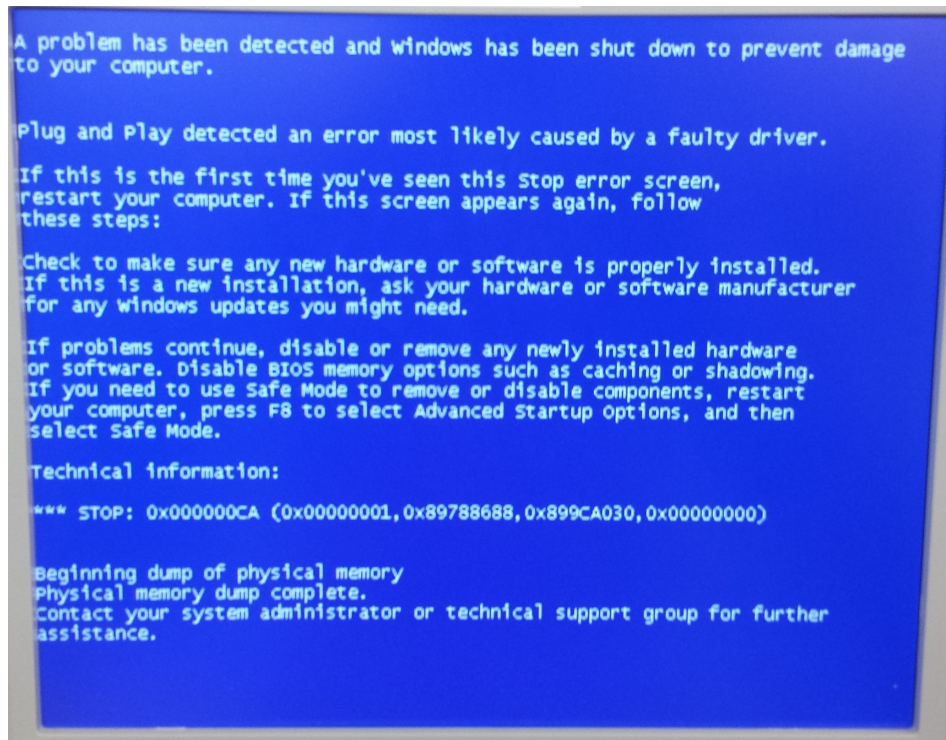 A problem has been detected and Windows has been shut down to prevent damage
to your computer.
Plug and Play detected an error most likely caused by a faulty driver.
If this is the first time you've seen this Stop error screen,
restart your computer. If this screen appears again, follow
these steps:
Check to make sure any new hardware or software is properly installed.
If this is a new installation, ask your hardware or software manufacturer
for any Windows updates you might need.
If problems continue, disable or remove any newly installed hardware
or software. Disable BIOS memory options such as caching or shadowing.
If you need to use Safe Mode to remove or disable components, restart
your computer, press F8 to select Advanced Startup Options, and then
select Safe Mode.
Technical information:
*** STOP: 0x000000CA (0x00000001,0x89788688,0x899CA030,0x00000000)
Beginning dump of physical memory
Physical memory dump complete.
Contact your system administrator or technical support group for further
assistance.